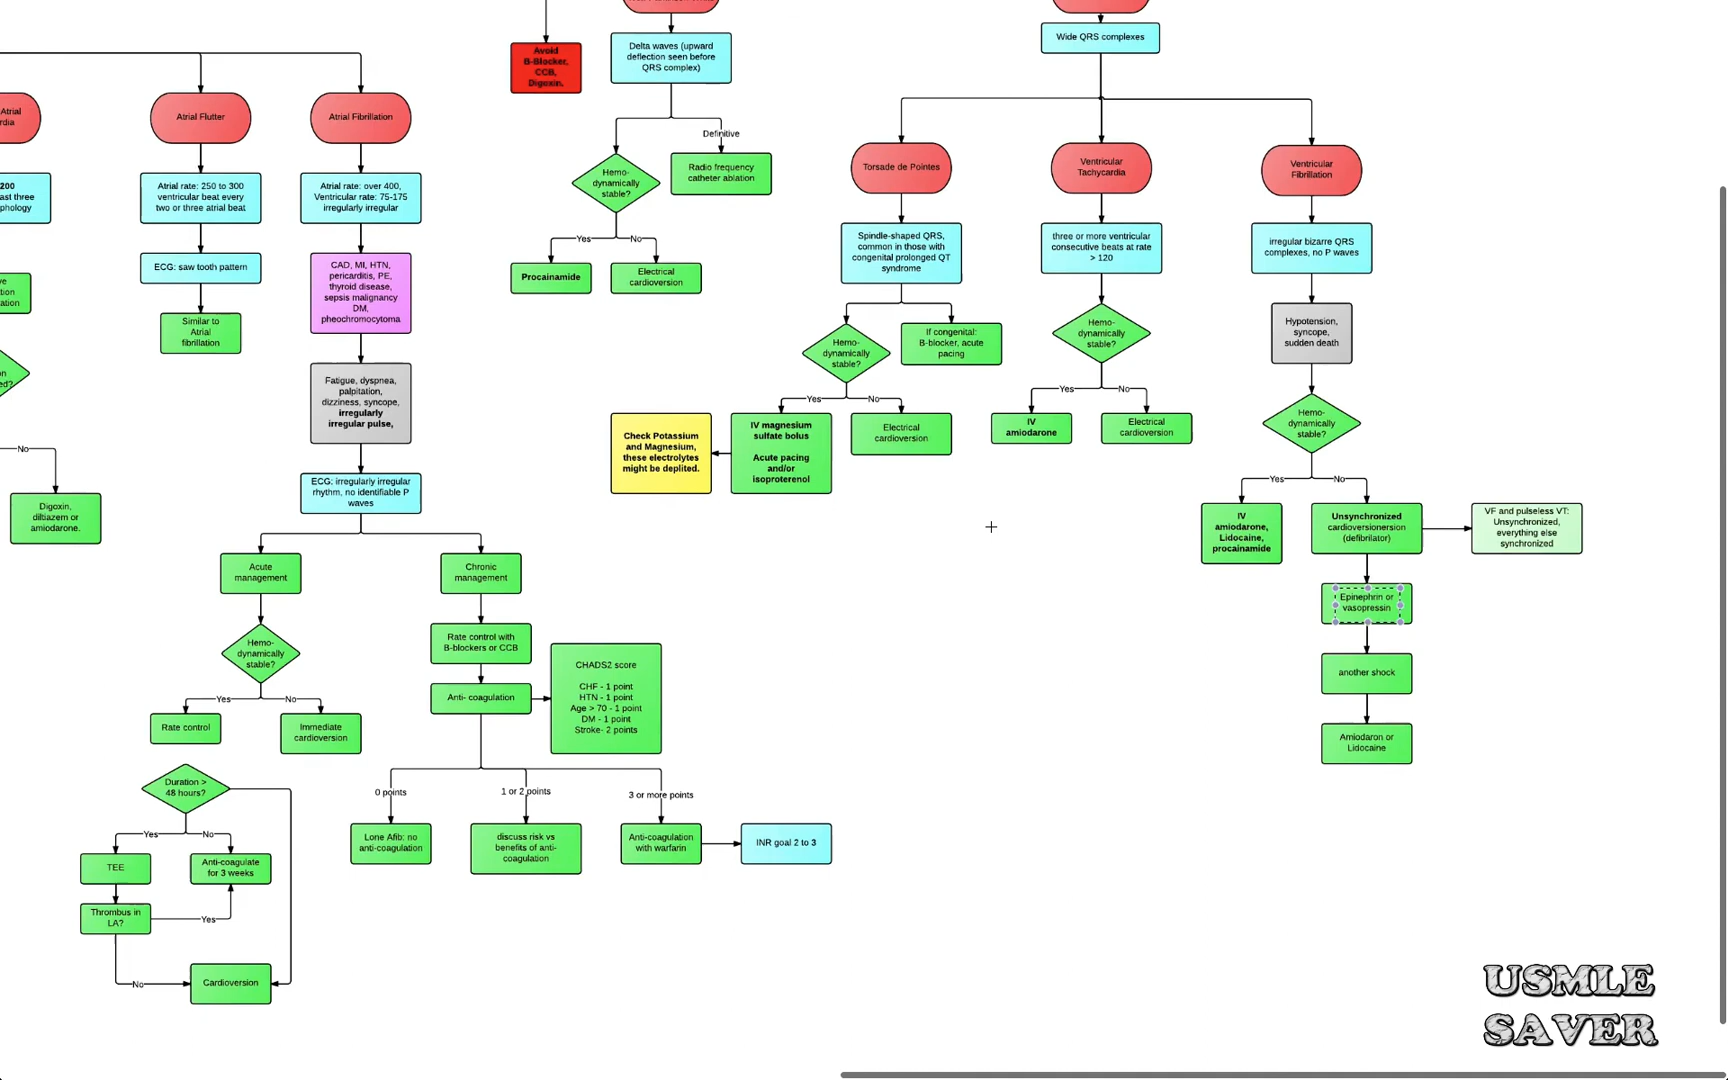 Avoid
B-Blocker,
CCB,
Digoxin.
Delta waves (upward
deflection seen before
QRS complex)
Wide QRS complexes
Atrial
rdia
Atrial Flutter
Atrial Fibrillation
Definitive
Hemo-
dynamically
stable?
Radio frequency
catheter ablation
Torsade de Pointes
Ventricular
Tachycardia
Ventricular
Fibrillation
200
ast three
phology
Atrial rate: 250 to 300
ventricular beat every
two or three atrial beat
Atrial rate: over 400,
Ventricular rate: 75-175
irregularly irregular
Yes
No
Procainamide
Electrical
cardioversion
Spindle-shaped QRS,
common in those with
congenital prolonged QT
syndrome
three or more ventricular
consecutive beats at rate
> 120
irregular bizarre QRS
complexes, no P waves
ECG: saw tooth pattern
CAD, MI, HTN,
pericarditis, PE,
thyroid disease,
sepsis malignancy
DM,
pheochromocytoma
ve
tion
ation
Similar to
Atrial
fibrillation
Hemo-
dynamically
stable?
If congenital:
B-blocker, acute
pacing
Hemo-
dynamically
stable?
Hypotension,
syncope,
sudden death
on
ed?
Fatigue, dyspnea,
palpitation,
dizziness, syncope,
irregularly
irregular pulse,
Yes
No
Yes
No
Check Potassium
and Magnesium,
these electrolytes
might be deplited.
IV magnesium
sulfate bolus
Acute pacing
and/or
isoproterenol
Electrical
cardioversion
IV
amiodarone
Electrical
cardioversion
Hemo-
dynamically
stable?
No
Digoxin,
diltiazem or
amiodarone.
ECG: irregularly irregular
rhythm, no identifiable P
waves
Yes
No
IV
amiodarone,
Lidocaine,
procainamide
Unsynchronized
cardioversionersion
(defibrilator)
VF and pulseless VT:
Unsynchronized,
everything else
synchronized
Acute
management
Chronic
management
Epinephrin or
vasopressin
Hemo-
dynamically
stable?
Rate control with
B-blockers or CCB
CHADS2 score
CHF - 1 point
HTN - 1 point
Age > 70 - 1 point
DM - 1 point
Stroke- 2 points
another shock
Yes
No
Anti- coagulation
Rate control
Immediate
cardioversion
Amiodaron or
Lidocaine
Duration >
48 hours?
0 points
1 or 2 points
3 or more points
Yes
No
Lone Afib: no
anti-coagulation
discuss risk vs
benefits of anti-
coagulation
Anti-coagulation
with warfarin
INR goal 2 to 3
TEE
Anti-coagulate
for 3 weeks
Thrombus in
LA?
Yes
No
Cardioversion
USMLE
SAVER